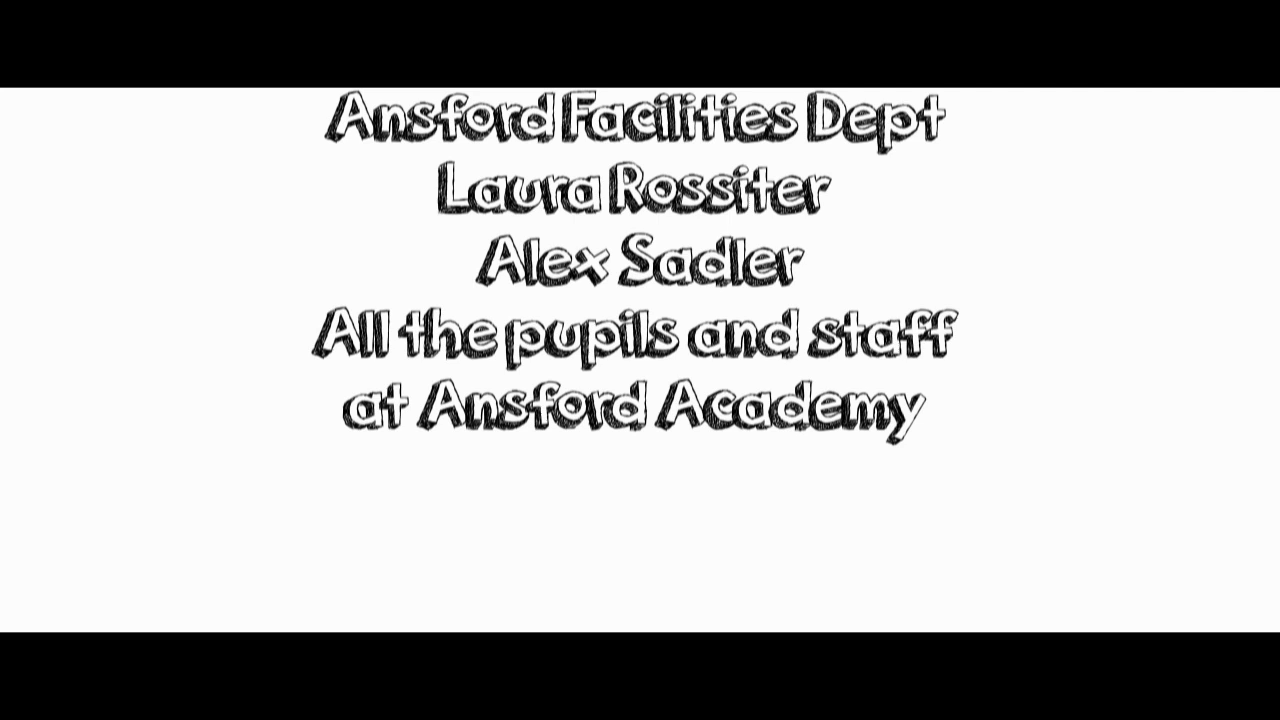 Ansford Facilities Dept
Laura Rossiter
Alex Sadler
All the pupils and staff
at Ansford Academy